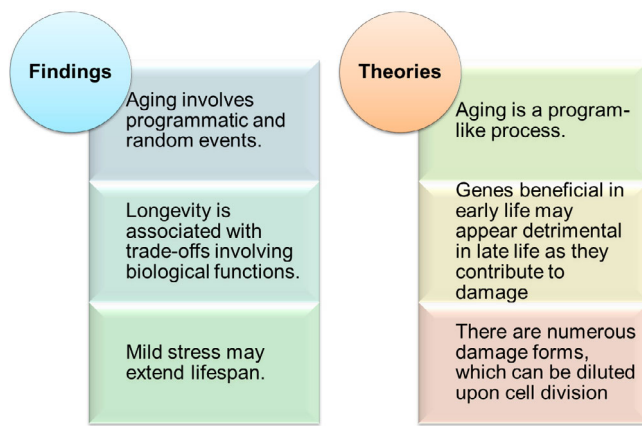 Findings
Aging involves
programmatic and
random events.
Longevity is
associated with
trade-offs involving
biological functions.
Mild stress may
extend lifespan.
Theories
Aging is a program-
like process.
Genes beneficial in
early life may
appear detrimental
in late life as they
contribute to
damage
There are numerous
damage forms,
which can be diluted
upon cell division